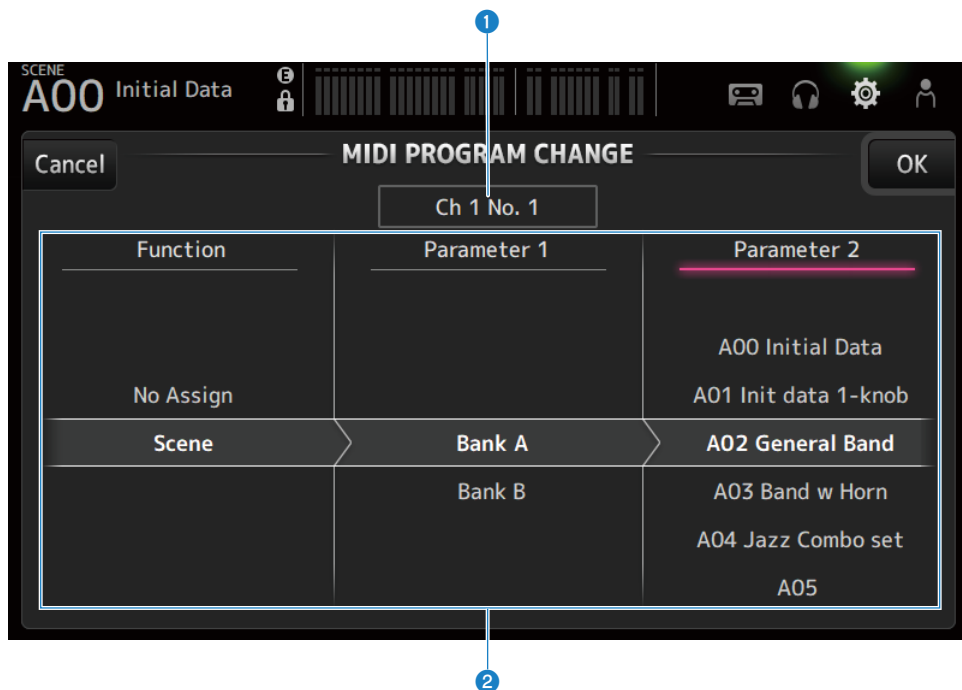 1
SCENE
A00 Initial Data
E
Cancel
MIDI PROGRAM CHANGE
OK
Ch 1 No. 1
Function
Parameter 1
Parameter 2
A00 Initial Data
No Assign
A01 Init data 1-knob
Scene
Bank A
A02 General Band
Bank B
A03 Band w Horn
A04 Jazz Combo set
A05
2